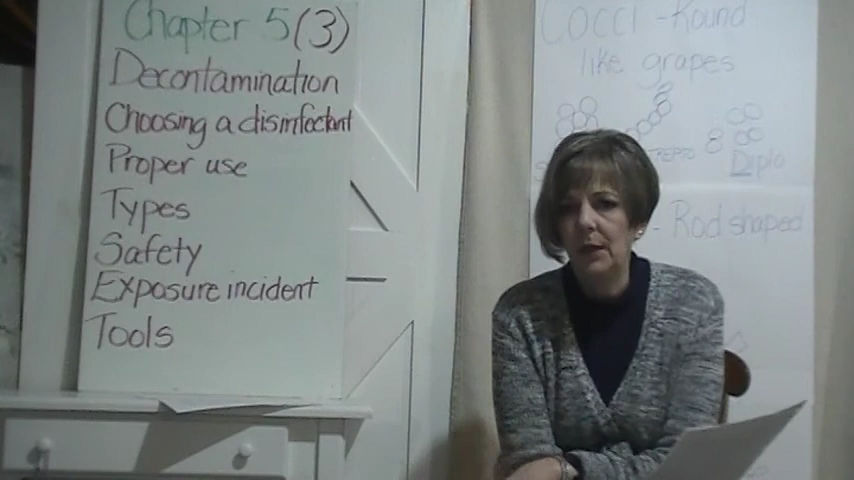 Chapter 5 (3)
Decontamination
Choosing a disinfectant
Proper use
Types
Safety
Exposure incident
Tools
Cocci - Round
like grapes
Diplo
- Rod shaped